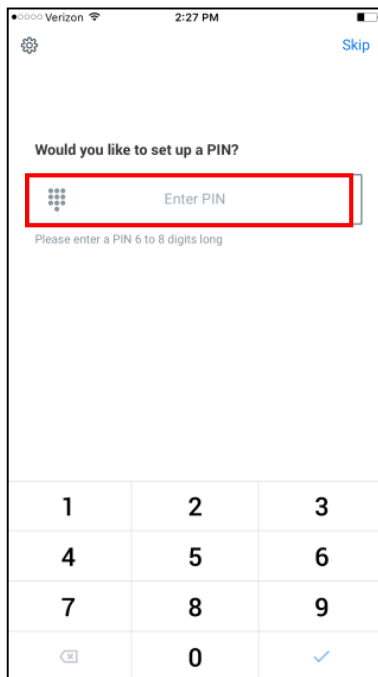 Verizon 2:27 PM
Skip
Would you like to set up a PIN?
Enter PIN
Please enter a PIN 6 to 8 digits long
1 2 3
4 5 6
7 8 9
0